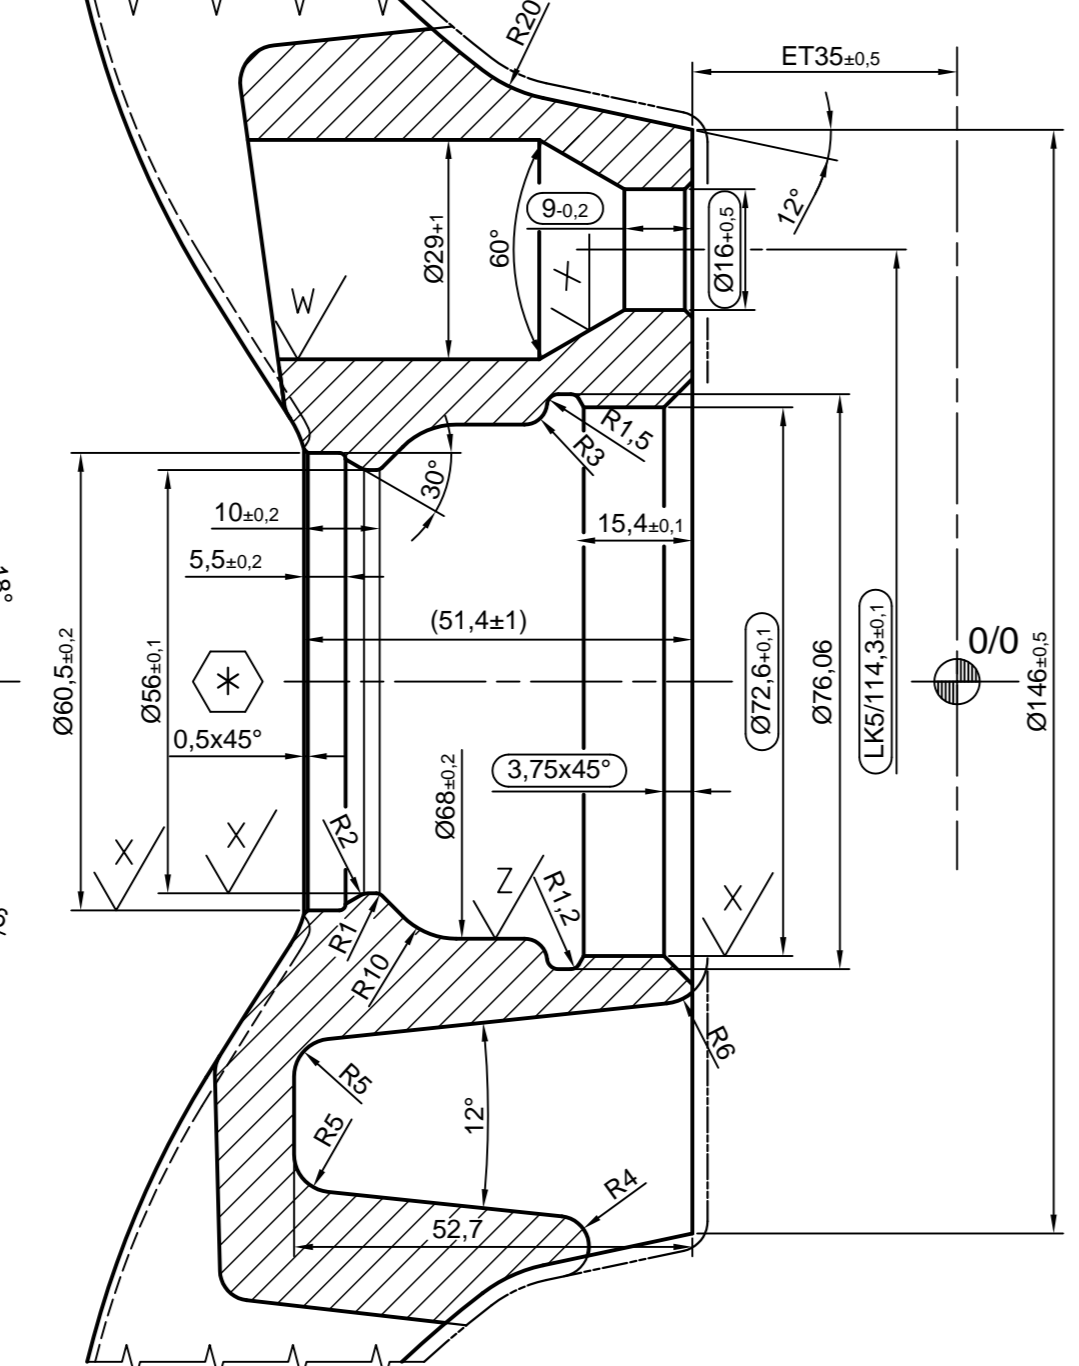 R20
ET35±0,5
12°
9-0,2
Ø16+0,5
60°
Ø29+1
X
W
R1,5
R3
30°
10±0,2
15,4±0,1
5,5±0,2
18°
(51,4±1)
Ø60,5±0,2
Ø56±0,1
*
Ø72,6+0,1
Ø76,06
LK5/114,3±0,1
0/0
Ø146±0,5
0,5x45°
3,75x45°
Ø68±0,2
R2
X
X
Z
R1,2
X
R1
R10
R6
R5
12°
R5
R4
52,7